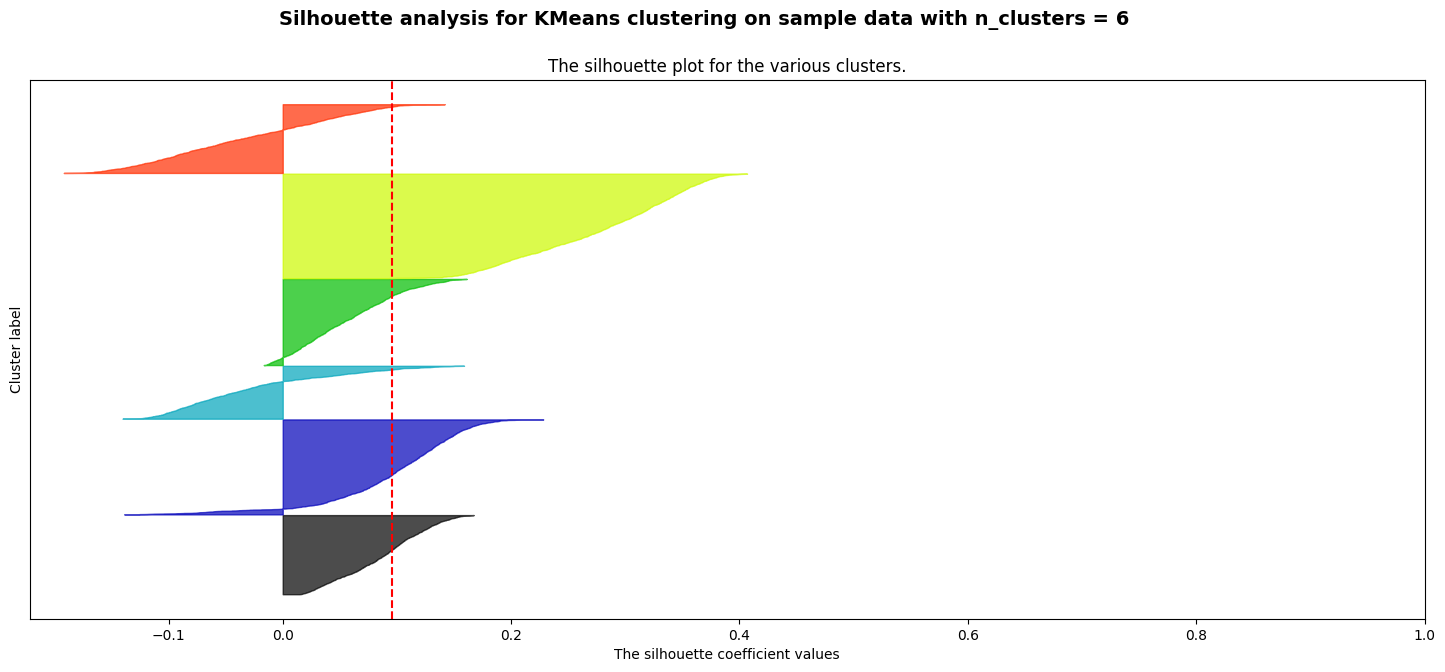 Silhouette analysis for KMeans clustering on sample data with n_clusters = 6
The silhouette plot for the various clusters.
Cluster label
−0.1 0.0 0.2 0.4 0.6 0.8 1.0
The silhouette coefficient values